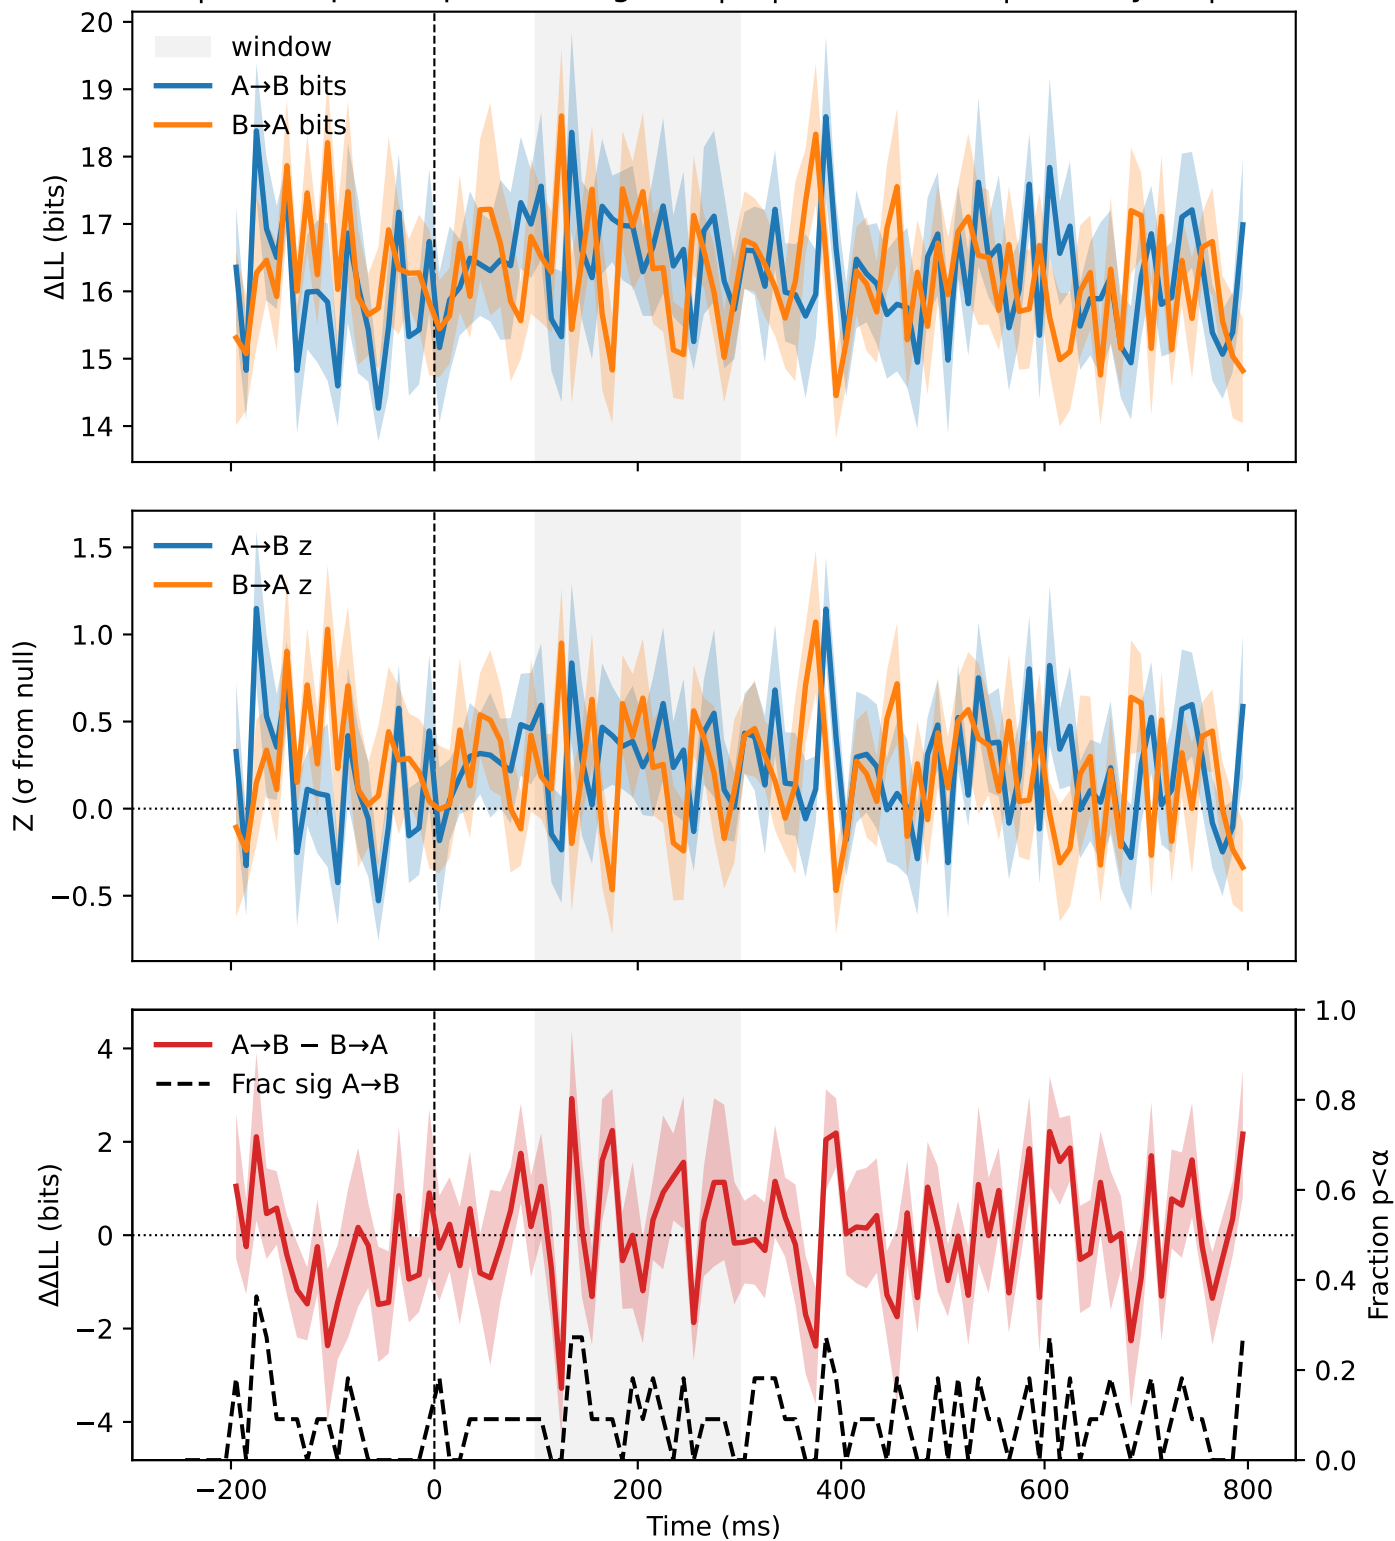 20
19
18
17
16
15
14
ΔLL (bits)
window
A→B bits
B→A bits
1.5
1.0
0.5
0.0
−0.5
Z (σ from null)
A→B z
B→A z
4
2
0
−2
−4
ΔΔLL (bits)
A→B − B→A
Frac sig A→B
1.0
0.8
0.6
0.4
0.2
0.0
Fraction p<α
−200 0 200 400 600 800
Time (ms)